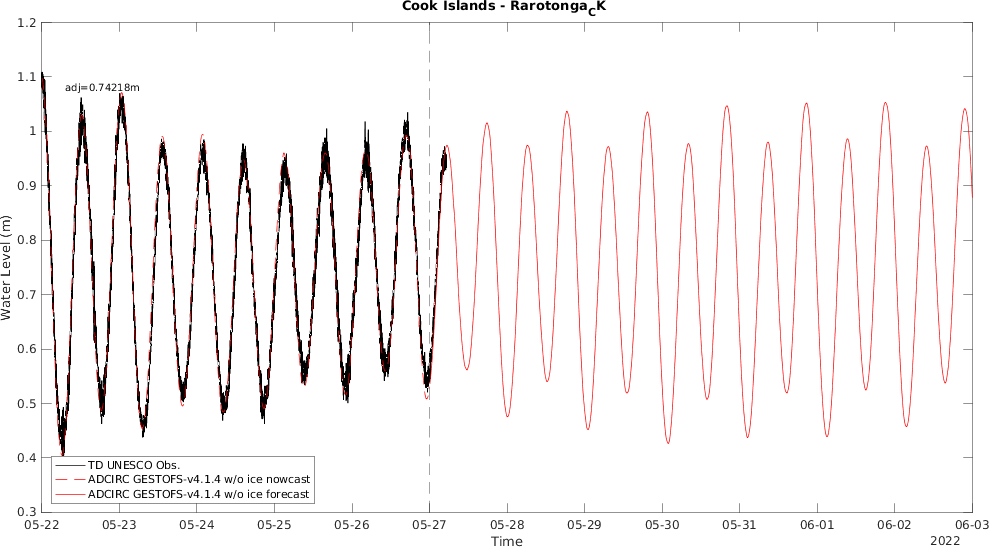 Cook Islands - RarotongaCK
adj=0.74218m
Water Level (m)
1.2
1.1
1
0.9
0.8
0.7
0.6
0.5
0.4
0.3
TD UNESCO Obs.
ADCIRC GESTOFS-v4.1.4 w/o ice nowcast
ADCIRC GESTOFS-v4.1.4 w/o ice forecast
05-22 05-23 05-24 05-25 05-26 05-27 05-28 05-29 05-30 05-31 06-01 06-02 06-03
Time
2022